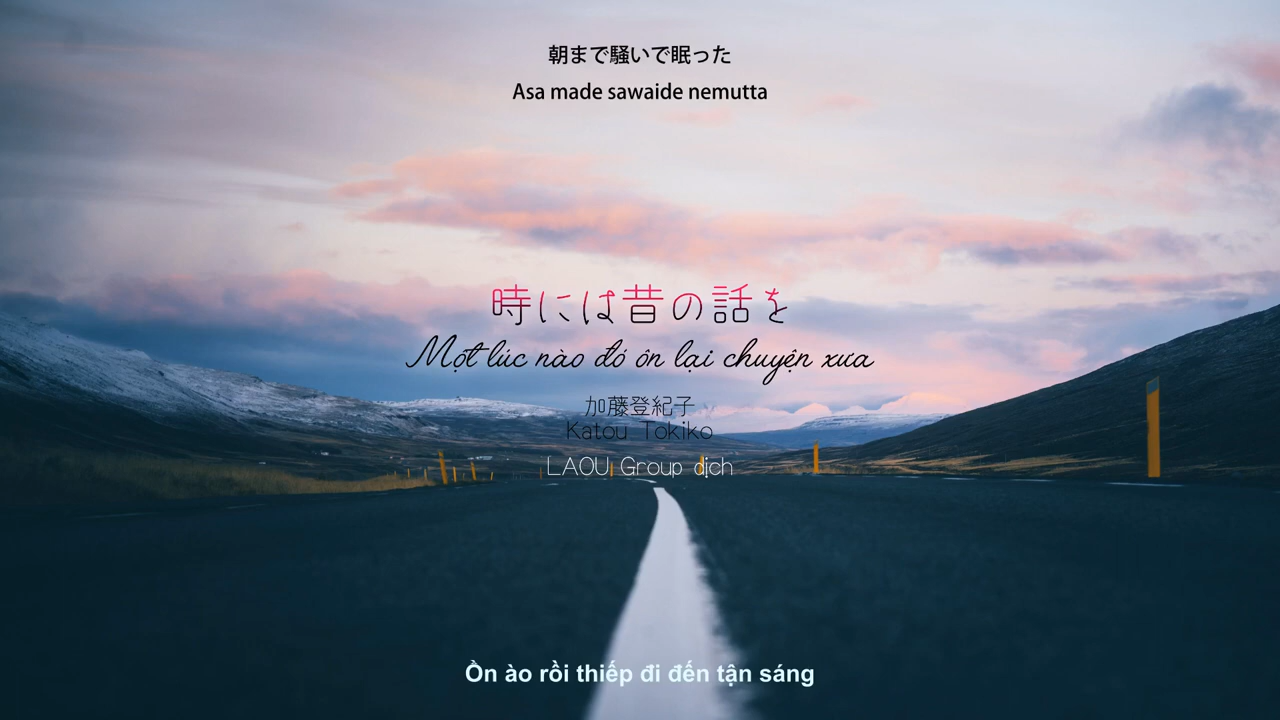 朝まで騒いで眠った
Asa made sawaide nemutta
時には昔の話を
Một lúc nào đó ôn lại chuyện xưa
加藤登紀子
Katou Tokiko
LAOU Group dịch
Ồn ào rồi thiếp đi đến tận sáng